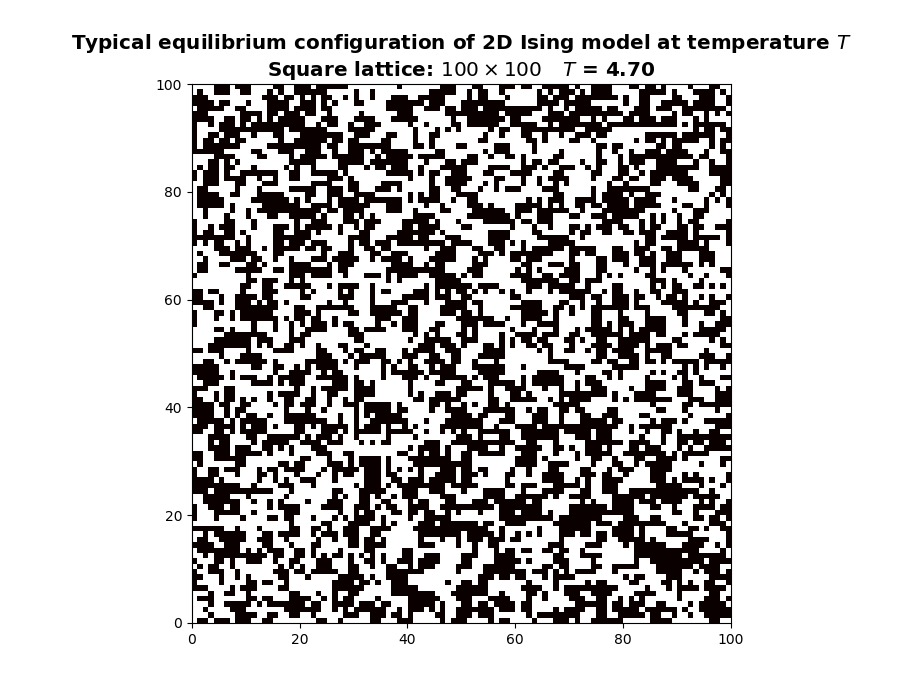 Typical equilibrium configuration of 2D Ising model at temperature T
Square lattice: 100 × 100 T = 4.70
100
80
60
40
20
0
0 20 40 60 80 100